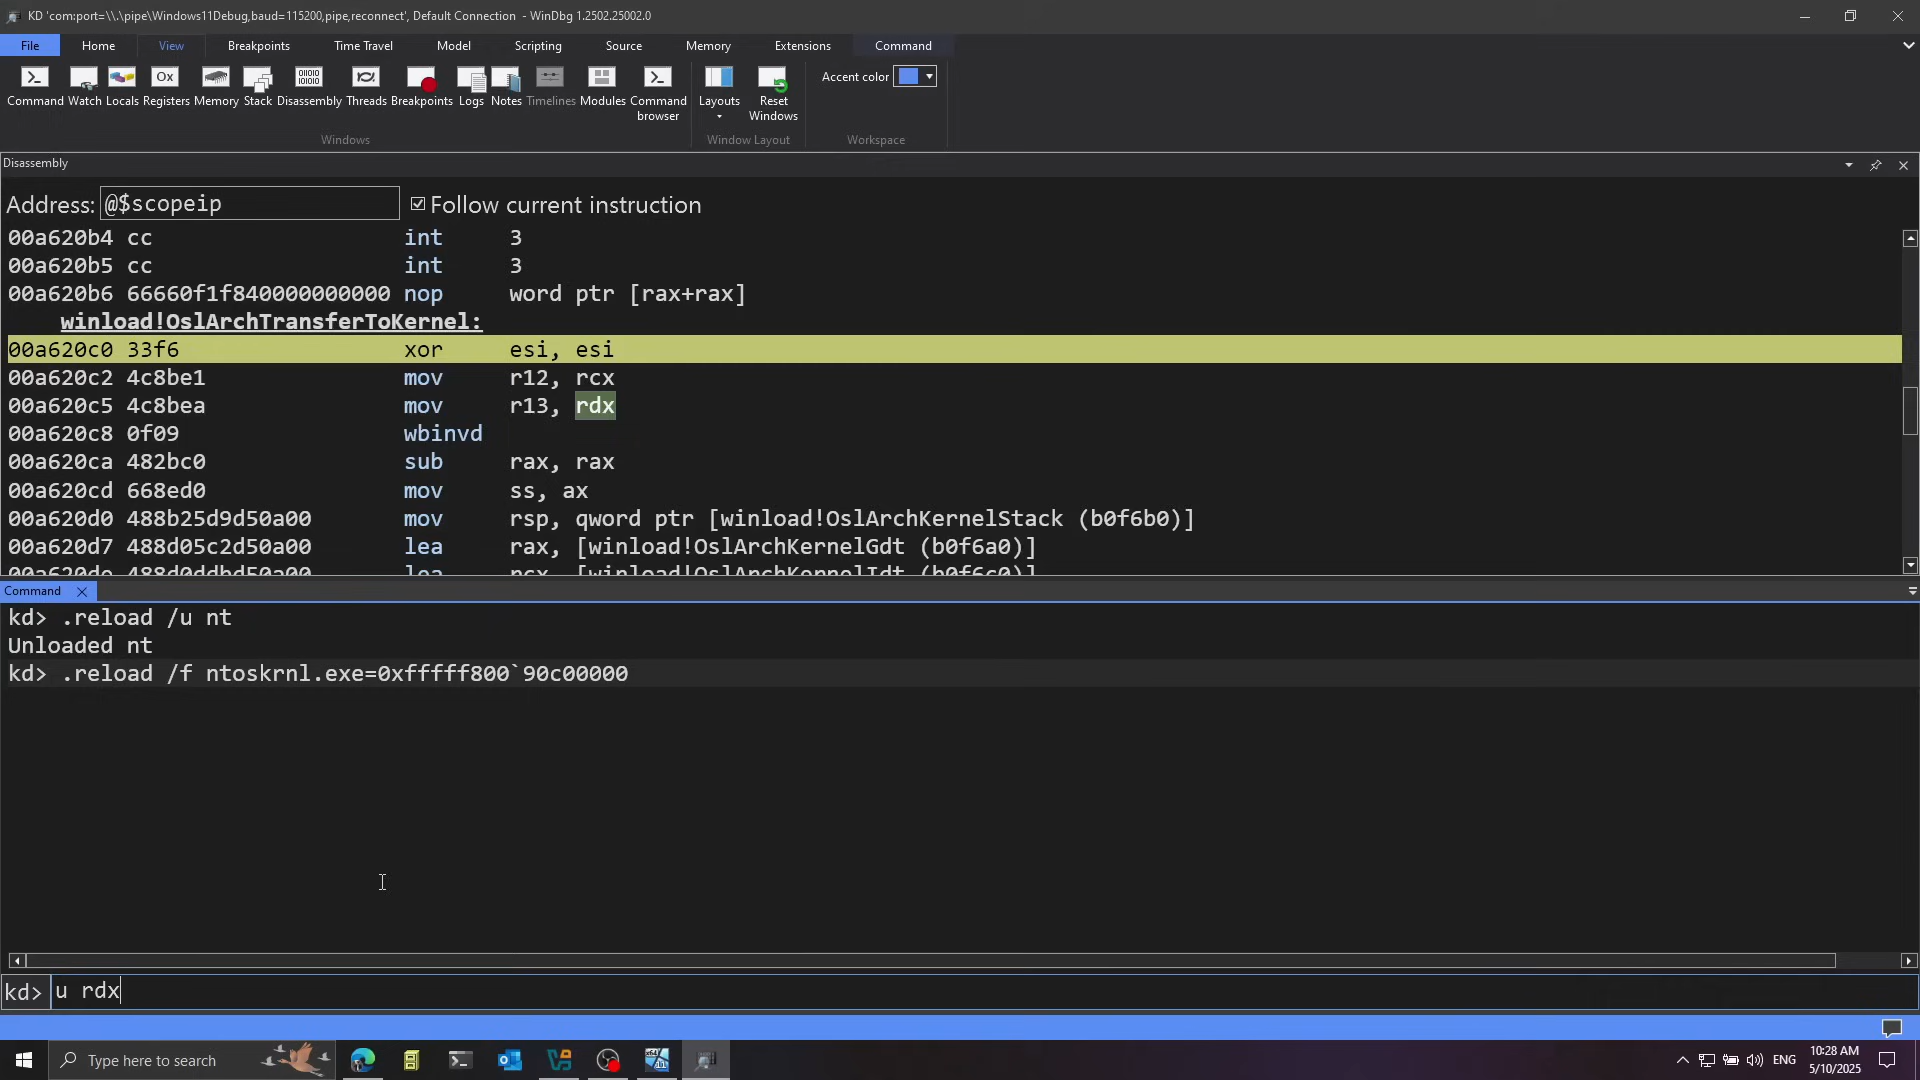 KD 'com:port=\\.\pipe\Windows11Debug,baud=115200,pipe,reconnect', Default Connection - WinDbg 1.2502.25002.0
File Home View Breakpoints Time Travel Model Scripting Source Memory Extensions Command
Command Watch Locals Registers Memory Stack Disassembly Threads Breakpoints Logs Notes Timelines Modules Command browser Layouts Reset Windows Accent color
Windows Window Layout Workspace
Disassembly
Address: @$scopeip Follow current instruction
00a620b4 cc int 3
00a620b5 cc int 3
00a620b6 66660f1f840000000000 nop word ptr [rax+rax]
winload!OslArchTransferToKernel:
00a620c0 33f6 xor esi, esi
00a620c2 4c8be1 mov r12, rcx
00a620c5 4c8bea mov r13, rdx
00a620c8 0f09 wbinvd
00a620ca 482bc0 sub rax, rax
00a620cd 668ed0 mov ss, ax
00a620d0 488b25d9d50a00 mov rsp, qword ptr [winload!OslArchKernelStack (b0f6b0)]
00a620d7 488d05c2d50a00 lea rax, [winload!OslArchKernelGdt (b0f6a0)]
00a620de 488d0ddbd50a00 lea rcx, [winload!OslArchKernelIdt (b0f6c0)]
Command
kd> .reload /u nt
Unloaded nt
kd> .reload /f ntoskrnl.exe=0xfffff800`90c00000
kd> u rdx
Type here to search
ENG
10:28 AM
5/10/2025